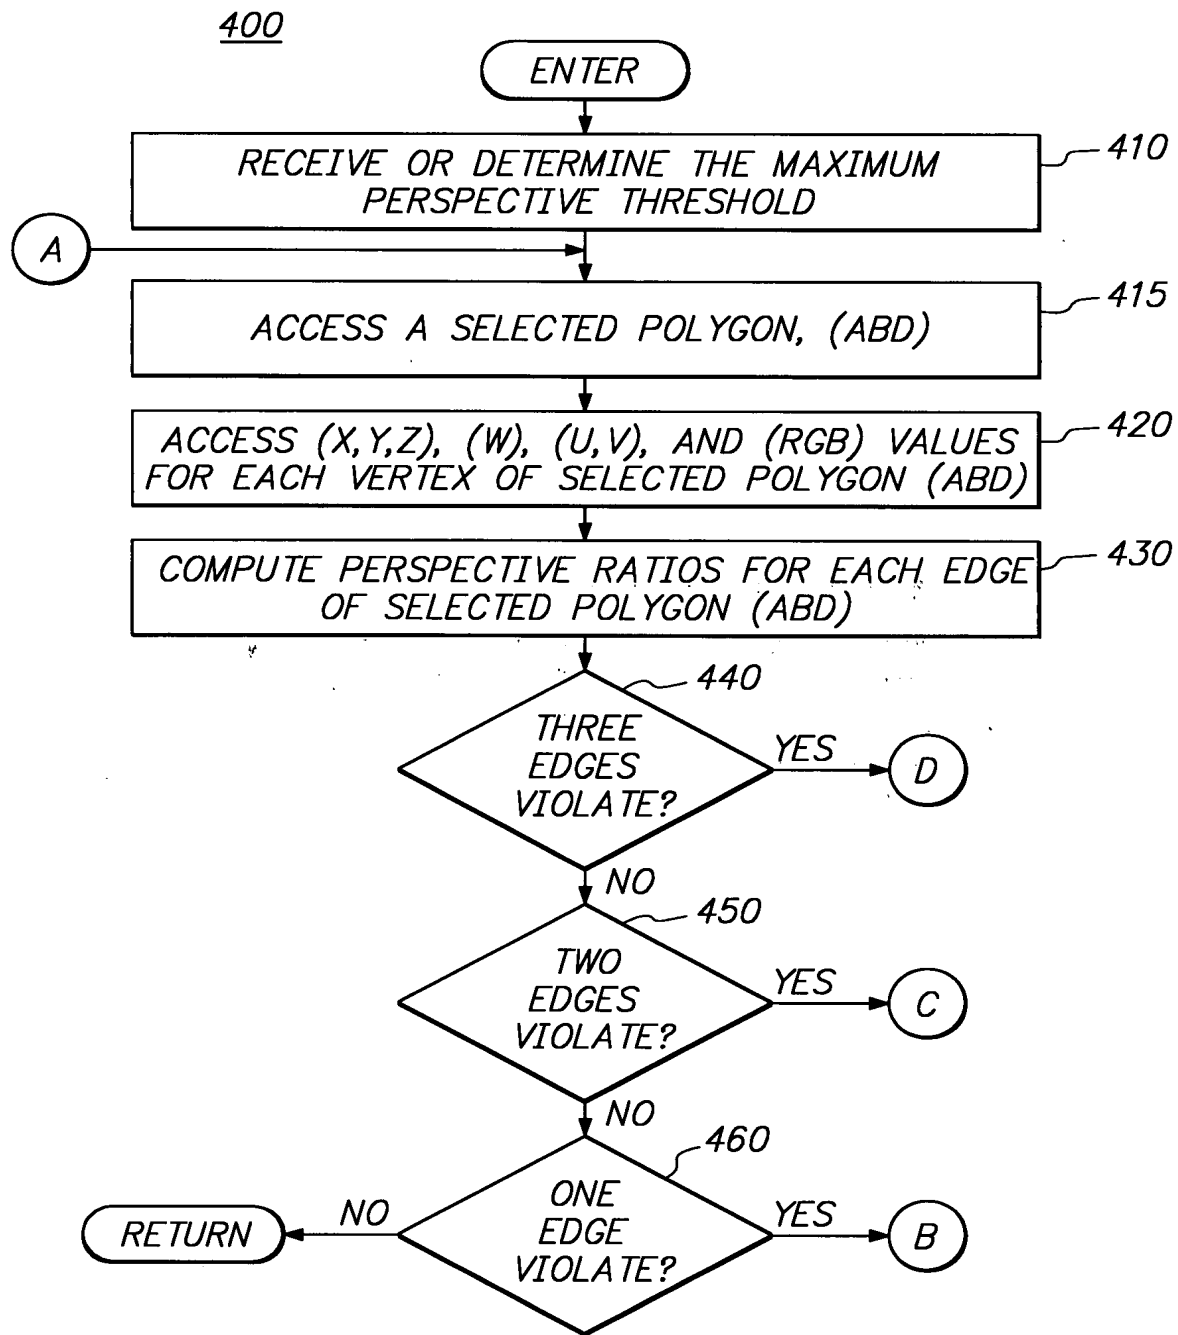 400
ENTER
RECEIVE OR DETERMINE THE MAXIMUM
PERSPECTIVE THRESHOLD
410
A
ACCESS A SELECTED POLYGON, (ABD)
415
ACCESS (X,Y,Z), (W), (U,V), AND (RGB) VALUES
FOR EACH VERTEX OF SELECTED POLYGON (ABD)
420
COMPUTE PERSPECTIVE RATIOS FOR EACH EDGE
OF SELECTED POLYGON (ABD)
430
440
THREE
EDGES
VIOLATE?
YES
D
NO
450
TWO
EDGES
VIOLATE?
YES
C
NO
460
ONE
EDGE
VIOLATE?
YES
B
NO
RETURN